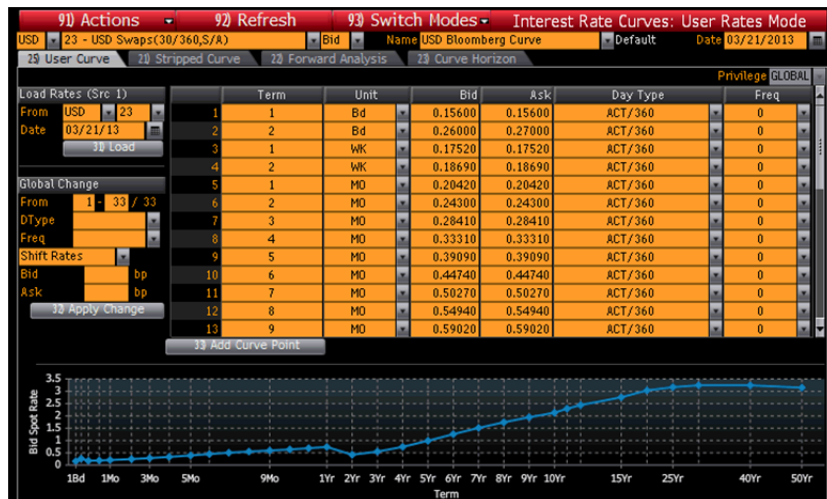 91) Actions 92) Refresh 93) Switch Modes Interest Rate Curves: User Rates Mode
USD 23 - USD Swaps(30/360,S/A) Bid Name USD Bloomberg Curve Default Date 03/21/2013
25) User Curve 21) Stripped Curve 22) Forward Analysis 23) Curve Horizon
Privilege GLOBAL
Load Rates (Src 1) Term Unit Bid Ask Day Type Freq
From USD 23 1 1 Bd 0.15600 0.15600 ACT/360 0
Date 03/21/13 2 2 Bd 0.26000 0.27000 ACT/360 0
31) Load 3 1 WK 0.17520 0.17520 ACT/360 0
4 2 WK 0.18690 0.18690 ACT/360 0
Global Change 5 1 MO 0.20420 0.20420 ACT/360 0
From 1 - 33 / 33 6 2 MO 0.24300 0.24300 ACT/360 0
DType 7 3 MO 0.28410 0.28410 ACT/360 0
Freq 8 4 MO 0.33310 0.33310 ACT/360 0
Shift Rates 9 5 MO 0.39090 0.39090 ACT/360 0
Bid bp 10 6 MO 0.44740 0.44740 ACT/360 0
Ask bp 11 7 MO 0.50270 0.50270 ACT/360 0
32) Apply Change 12 8 MO 0.54940 0.54940 ACT/360 0
13 9 MO 0.59020 0.59020 ACT/360 0
33) Add Curve Point
3.5
3
2.5
2
1.5
1
0.5
0
Bid Spot Rate
1Bd 1Mo 3Mo 5Mo 9Mo 1Yr 2Yr 3Yr 4Yr 5Yr 6Yr 7Yr 8Yr 9Yr 10Yr 15Yr 25Yr 40Yr 50Yr
Term